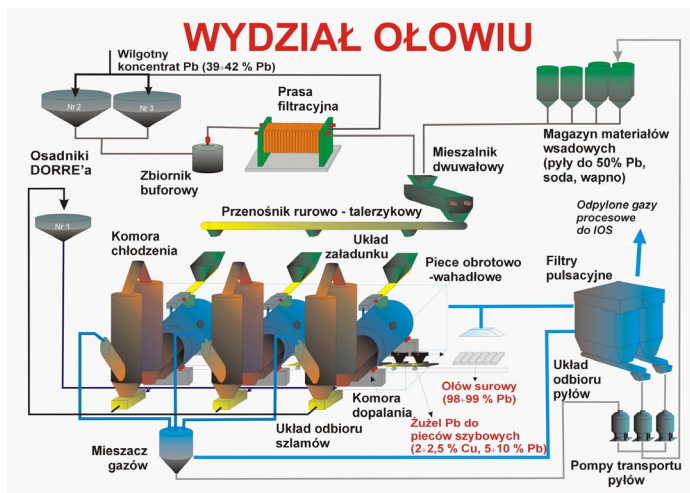 WYDZIAŁ OŁOWIU
Wilgotny
koncentrat Pb (39÷42 % Pb)
Nr 2
Nr 3
Prasa
filtracyjna
Osadniki
DORRE'a
Zbiornik
buforowy
Mieszalnik
dwuwałowy
Magazyn materiałów
wsadowych
(pyły do 50% Pb,
soda, wapno)
Nr 1
Przenośnik rurowo - talerzykowy
Odpylone gazy
procesowe
do IOS
Komora
chłodzenia
Układ
załadunku
Piece obrotowo
-wahadłowe
Filtry
pulsacyjne
Ołów surowy
(98÷99 % Pb)
Układ
odbioru
pyłów
Komora
dopalania
Układ odbioru
szlamów
Żużel Pb do
pieców szybowych
(2÷2,5 % Cu, 5÷10 % Pb)
Mieszacz
gazów
Pompy transportu
pyłów